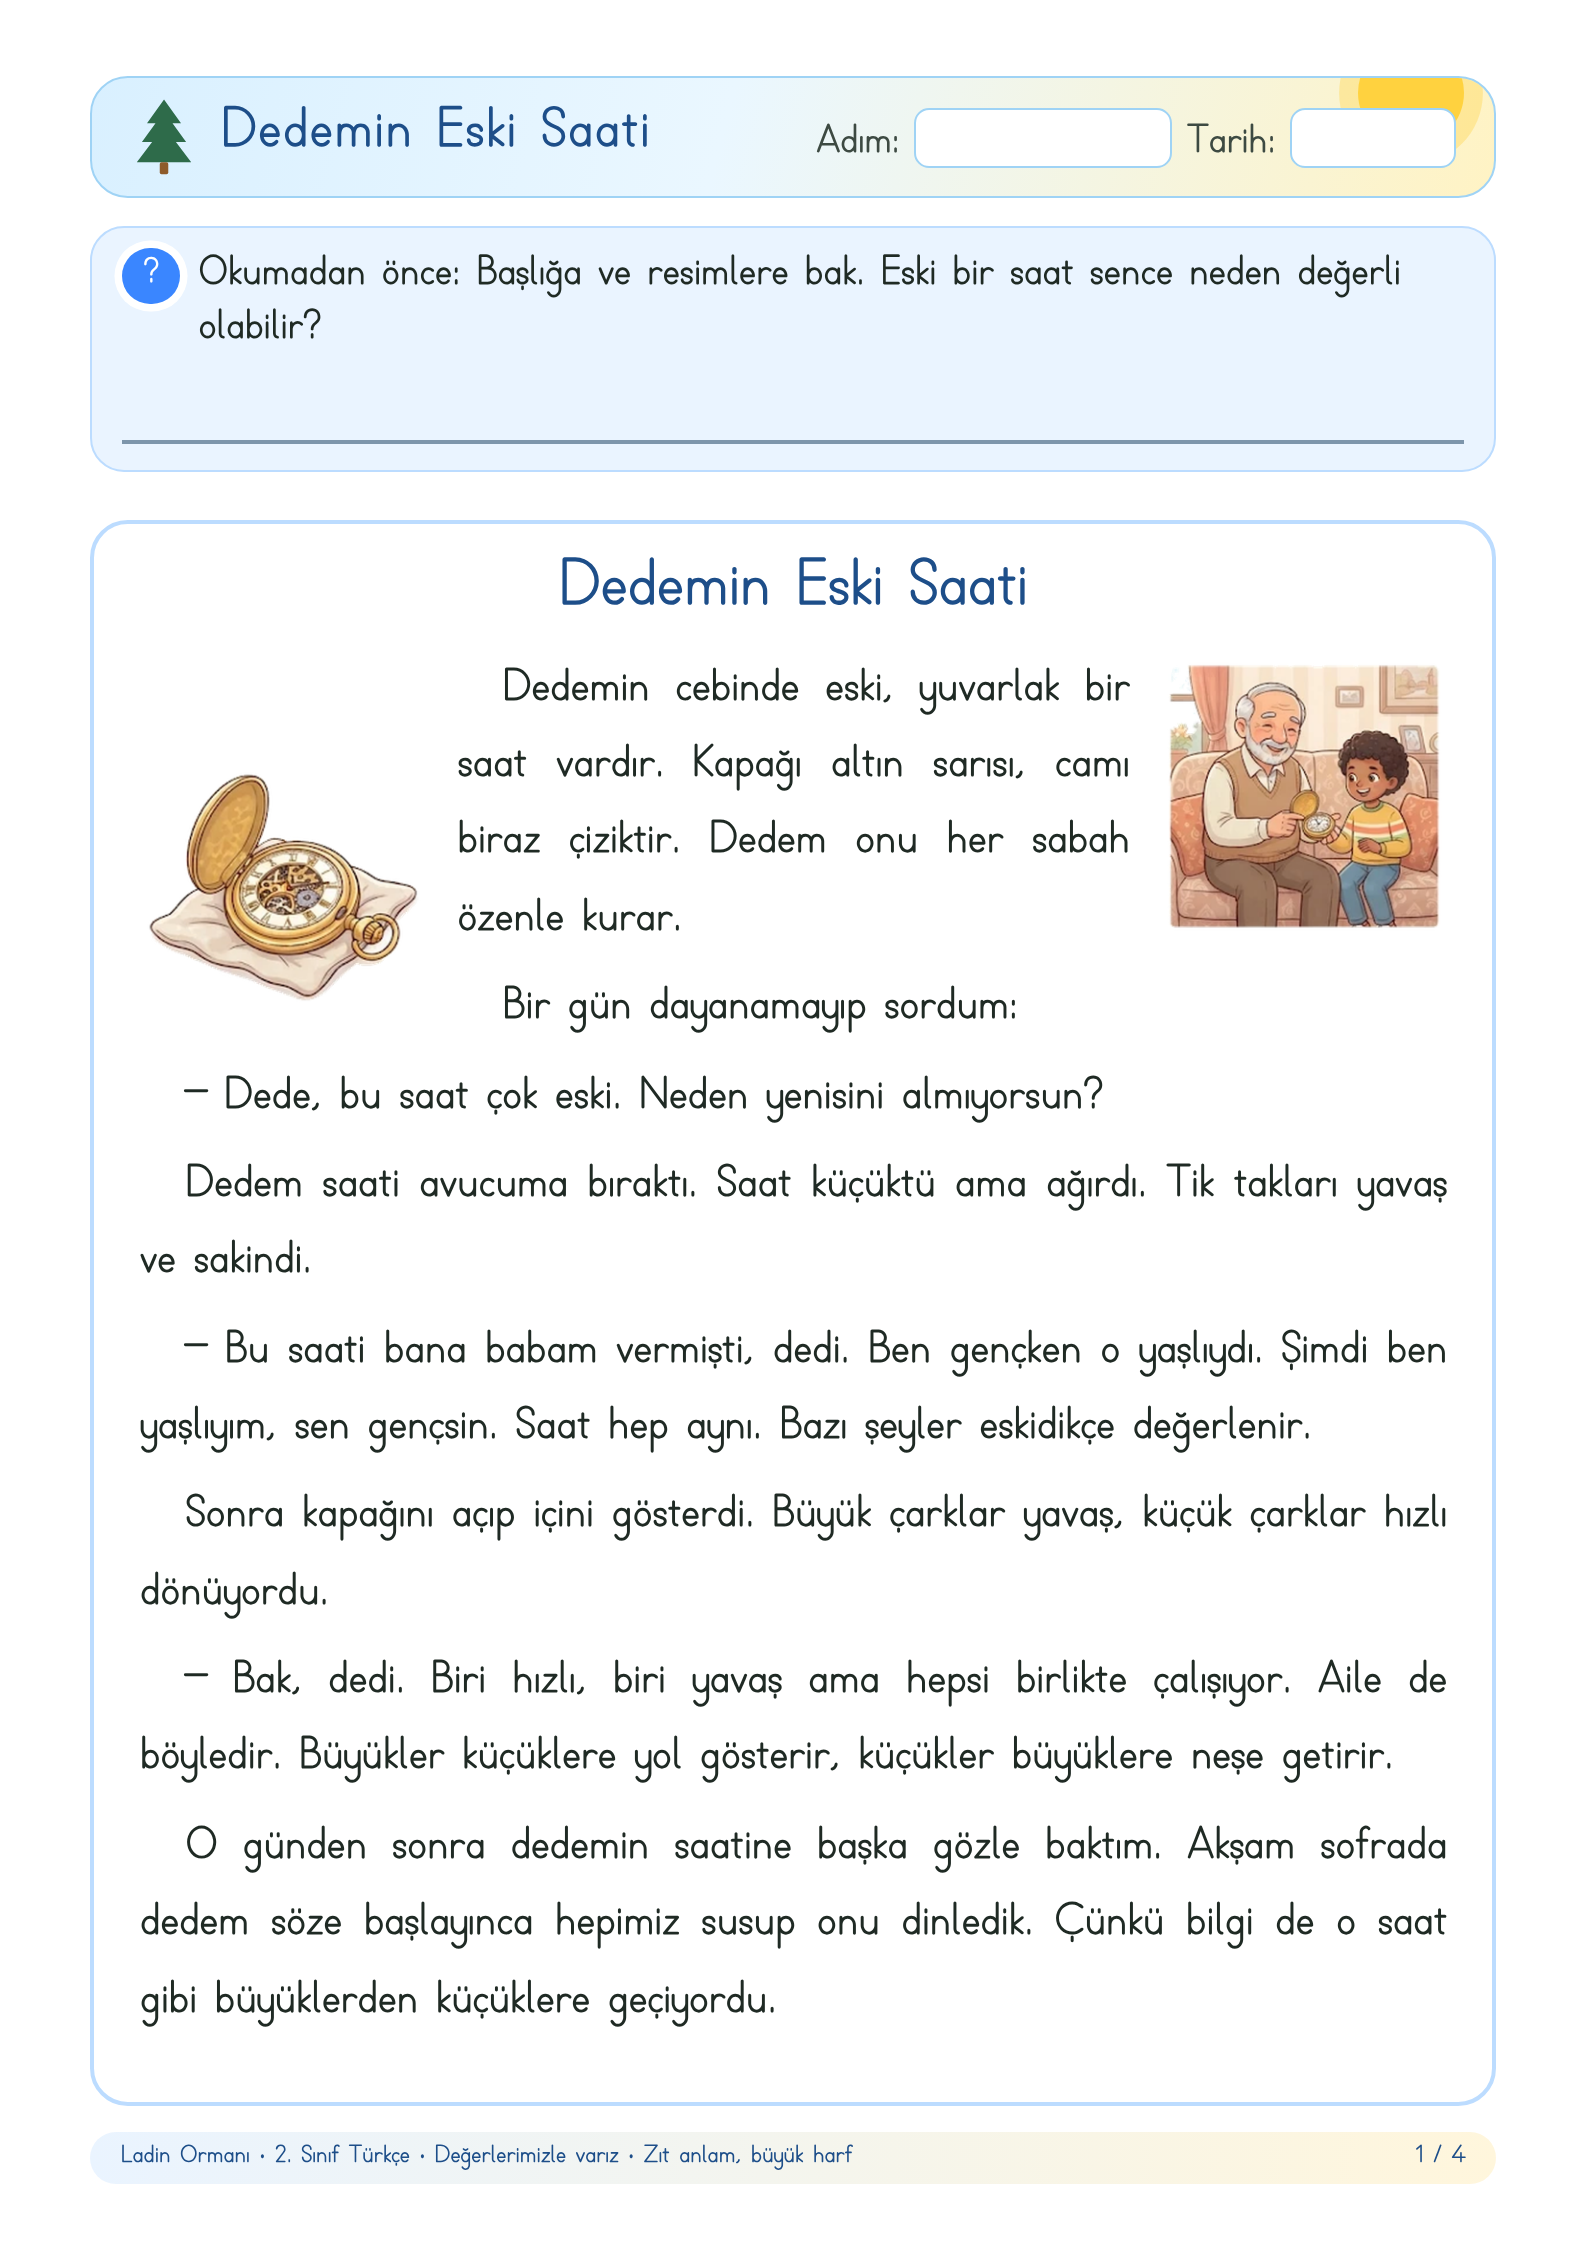 Dedemin Eski Saati
Adım:
Tarih:
?
Okumadan önce: Başlığa ve resimlere bak. Eski bir saat sence neden değerli
olabilir?
Dedemin Eski Saati
Dedemin cebinde eski, yuvarlak bir
saat vardır. Kapağı altın sarısı, camı
biraz çiziktir. Dedem onu her sabah
özenle kurar.
Bir gün dayanamayıp sordum:
– Dede, bu saat çok eski. Neden yenisini almıyorsun?
Dedem saati avucuma bıraktı. Saat küçüktü ama ağırdı. Tik takları yavaş
ve sakindi.
– Bu saati bana babam vermişti, dedi. Ben gençken o yaşlıydı. Şimdi ben
yaşlıyım, sen gençsin. Saat hep aynı. Bazı şeyler eskidikçe değerlenir.
Sonra kapağını açıp içini gösterdi. Büyük çarklar yavaş, küçük çarklar hızlı
dönüyordu.
– Bak, dedi. Biri hızlı, biri yavaş ama hepsi birlikte çalışıyor. Aile de
böyledir. Büyükler küçüklere yol gösterir, küçükler büyüklere neşe getirir.
O günden sonra dedemin saatine başka gözle baktım. Akşam sofrada
dedem söze başlayınca hepimiz susup onu dinledik. Çünkü bilgi de o saat
gibi büyüklerden küçüklere geçiyordu.
Ladin Ormanı • 2. Sınıf Türkçe • Değerlerimizle varız • Zıt anlam, büyük harf
1 / 4